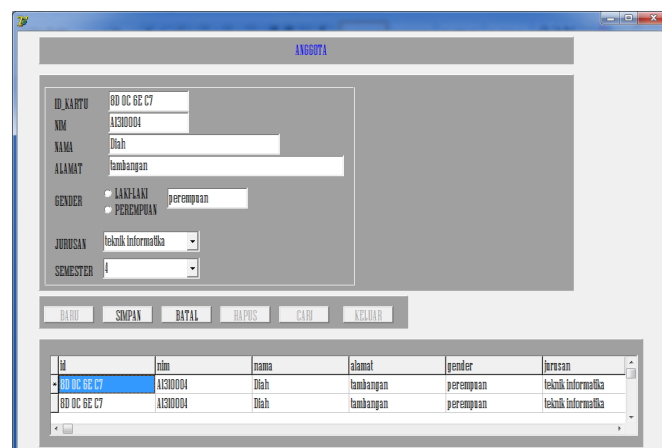 ANGGOTA
ID_KARTU 8D 0C 6E C7
NIM A1310004
NAMA Diah
ALAMAT tambangan
GENDER LAKI-LAKI perempuan
PEREMPUAN
JURUSAN teknik informatika
SEMESTER 4
BARU SIMPAN BATAL HAPUS CARI KELUAR
id nim nama alamat gender jurusan
8D 0C 6E C7 A1310004 Diah tambangan perempuan teknik informatika
8D 0C 6E C7 A1310004 Diah tambangan perempuan teknik informatika